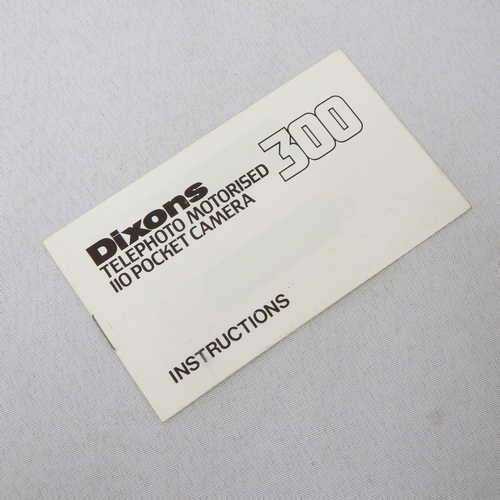 Dixons
TELEPHOTO MOTORISED 300
110 POCKET CAMERA
INSTRUCTIONS